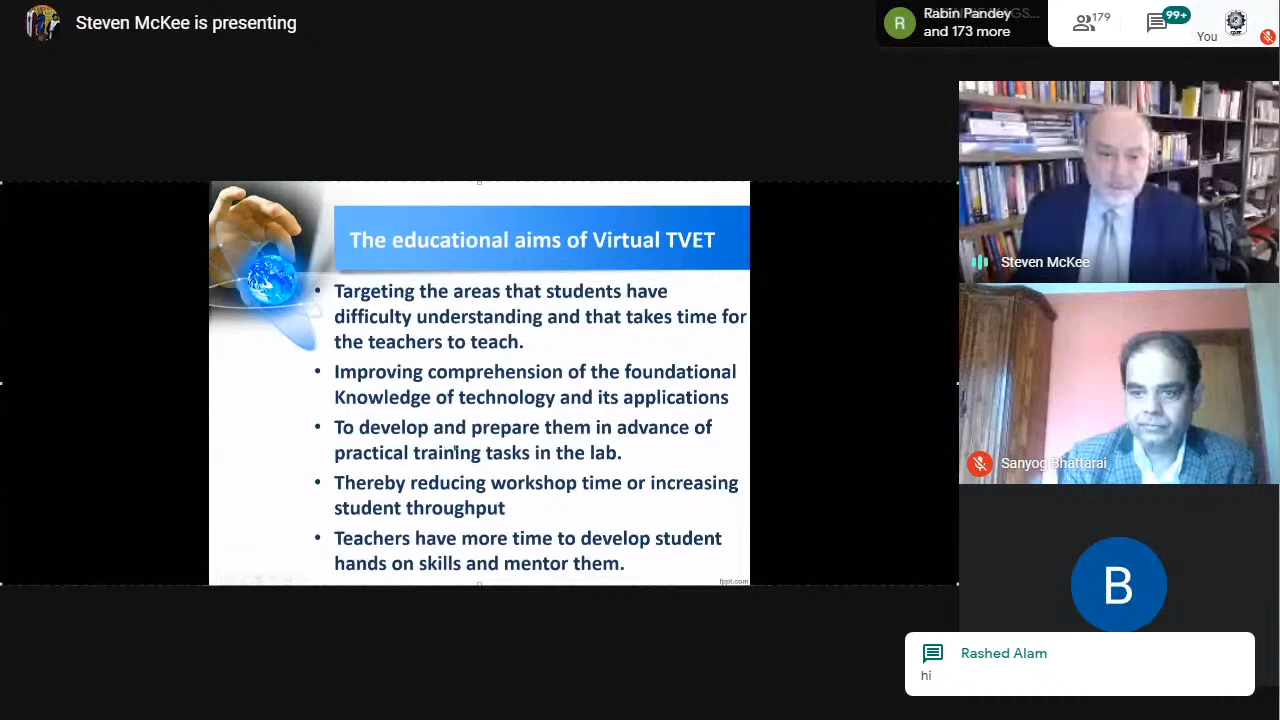 Steven McKee is presenting
R
Rabin Pandey
and 173 more
179
99+
You
Steven McKee
The educational aims of Virtual TVET
• Targeting the areas that students have
difficulty understanding and that takes time for
the teachers to teach.
• Improving comprehension of the foundational
Knowledge of technology and its applications
• To develop and prepare them in advance of
practical training tasks in the lab.
• Thereby reducing workshop time or increasing
student throughput
• Teachers have more time to develop student
hands on skills and mentor them.
fppt.com
Sanyog Bhattarai
B
Rashed Alam
hi